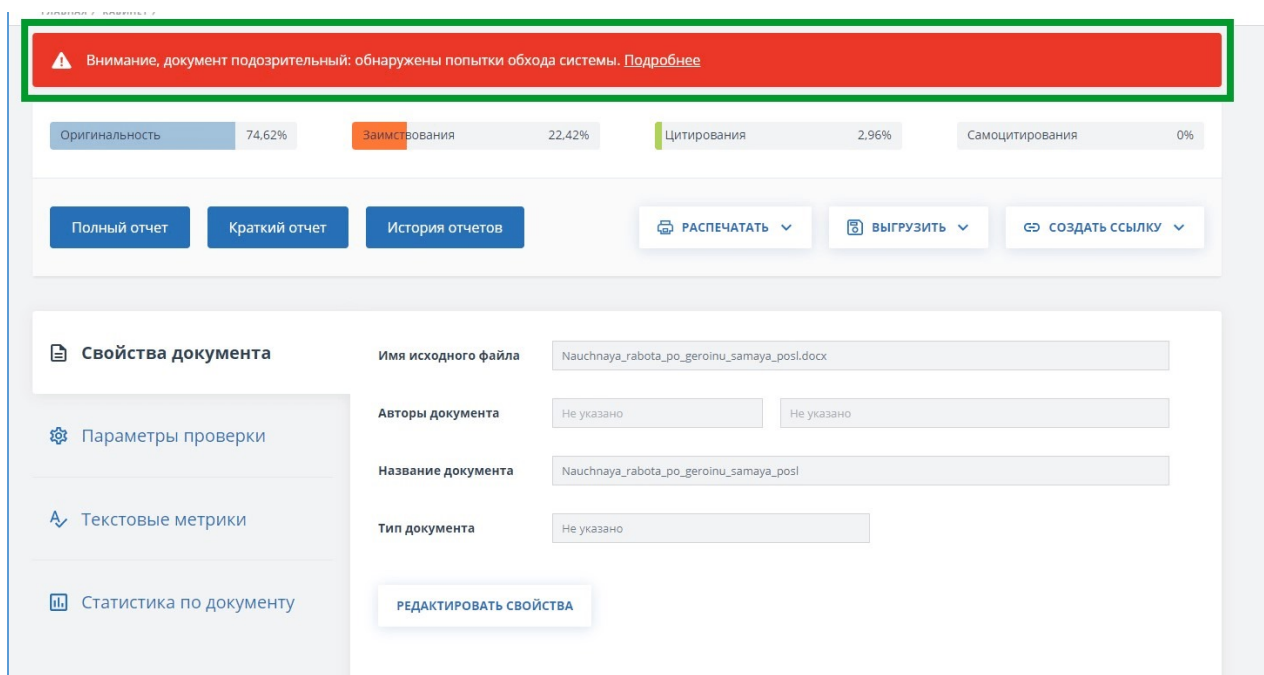 Внимание, документ подозрительный: обнаружены попытки обхода системы. Подробнее
Оригинальность 74,62% Заимствования 22,42% Цитирования 2,96% Самоцитирования 0%
Полный отчет Краткий отчет История отчетов РАСПЕЧАТАТЬ ВЫГРУЗИТЬ СОЗДАТЬ ССЫЛКУ
Свойства документа
Параметры проверки
Текстовые метрики
Статистика по документу
Имя исходного файла Nauchnaya_rabota_po_geroinu_samaya_posl.docx
Авторы документа Не указано Не указано
Название документа Nauchnaya_rabota_po_geroinu_samaya_posl
Тип документа Не указано
РЕДАКТИРОВАТЬ СВОЙСТВА